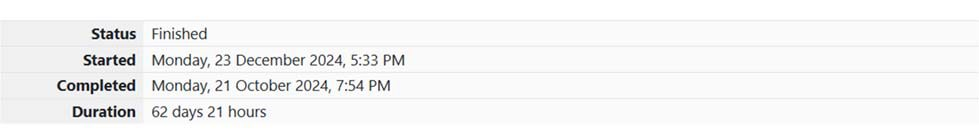 Status Finished
Started Monday, 23 December 2024, 5:33 PM
Completed Monday, 21 October 2024, 7:54 PM
Duration 62 days 21 hours